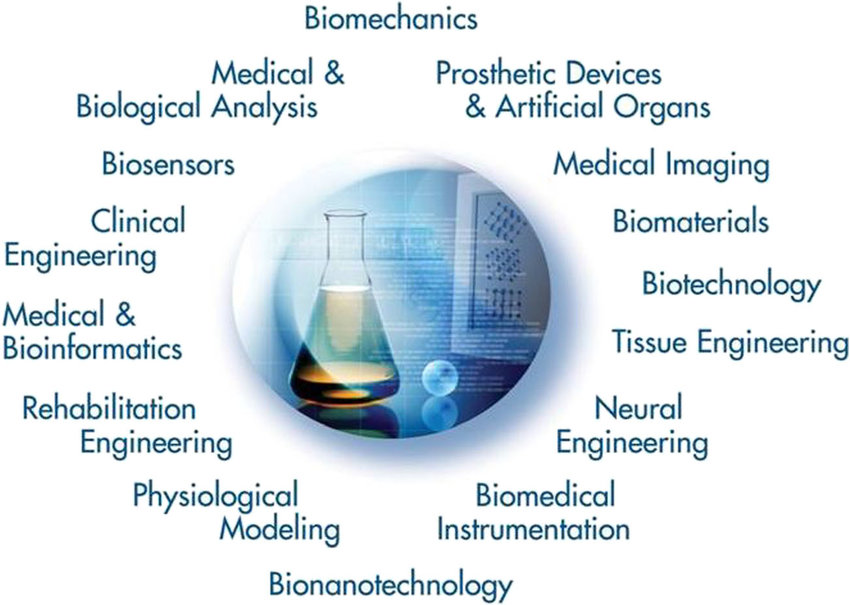 Biomechanics
Medical &
Biological Analysis
Prosthetic Devices
& Artificial Organs
Biosensors
Medical Imaging
Clinical
Engineering
Biomaterials
Biotechnology
Medical &
Bioinformatics
Tissue Engineering
Rehabilitation
Engineering
Neural
Engineering
Physiological
Modeling
Biomedical
Instrumentation
Bionanotechnology